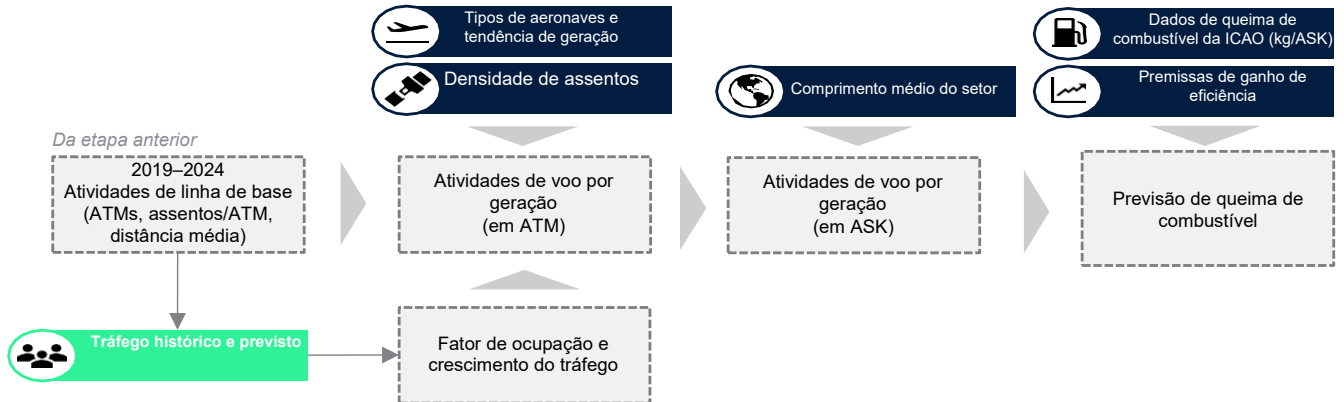 Tipos de aeronaves e
tendência de geração
Densidade de assentos
Comprimento médio do setor
Dados de queima de
combustível da ICAO (kg/ASK)
Premissas de ganho de
eficiência
Da etapa anterior
2019–2024
Atividades de linha de base
(ATMs, assentos/ATM,
distância média)
Atividades de voo por
geração
(em ATM)
Atividades de voo por
geração
(em ASK)
Previsão de queima de
combustível
Tráfego histórico e previsto
Fator de ocupação e
crescimento do tráfego